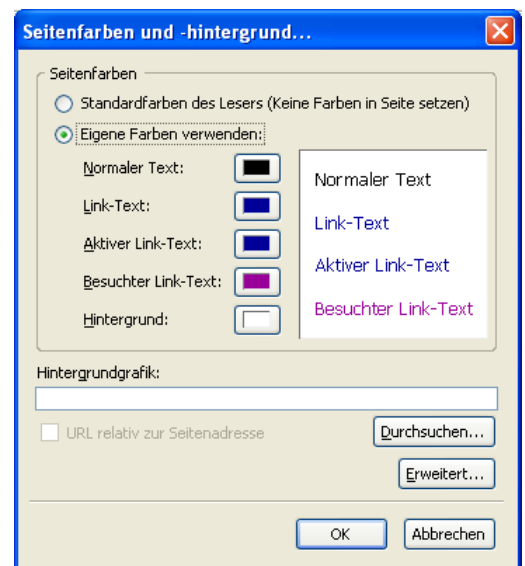 Seitenfarben und -hintergrund...
Seitenfarben
Standardfarben des Lesers (Keine Farben in Seite setzen)
Eigene Farben verwenden:
Normaler Text:
Link-Text:
Aktiver Link-Text:
Besuchter Link-Text:
Hintergrund:
Normaler Text
Link-Text
Aktiver Link-Text
Besuchter Link-Text
Hintergrundgrafik:
URL relativ zur Seitenadresse
Durchsuchen...
Erweitert...
OK
Abbrechen